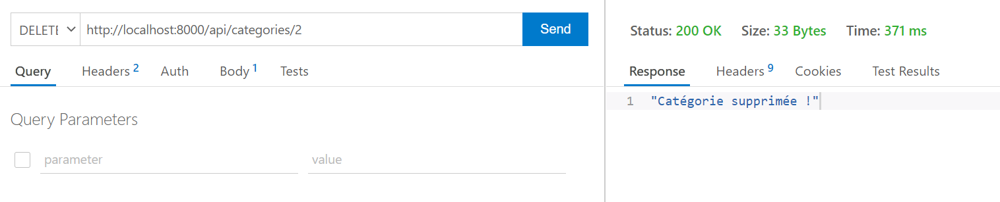 DELETE http://localhost:8000/api/categories/2 Send
Query Headers 2 Auth Body 1 Tests
Query Parameters
parameter value
Status: 200 OK Size: 33 Bytes Time: 371 ms
Response Headers 9 Cookies Test Results
1 "Catégorie supprimée !"